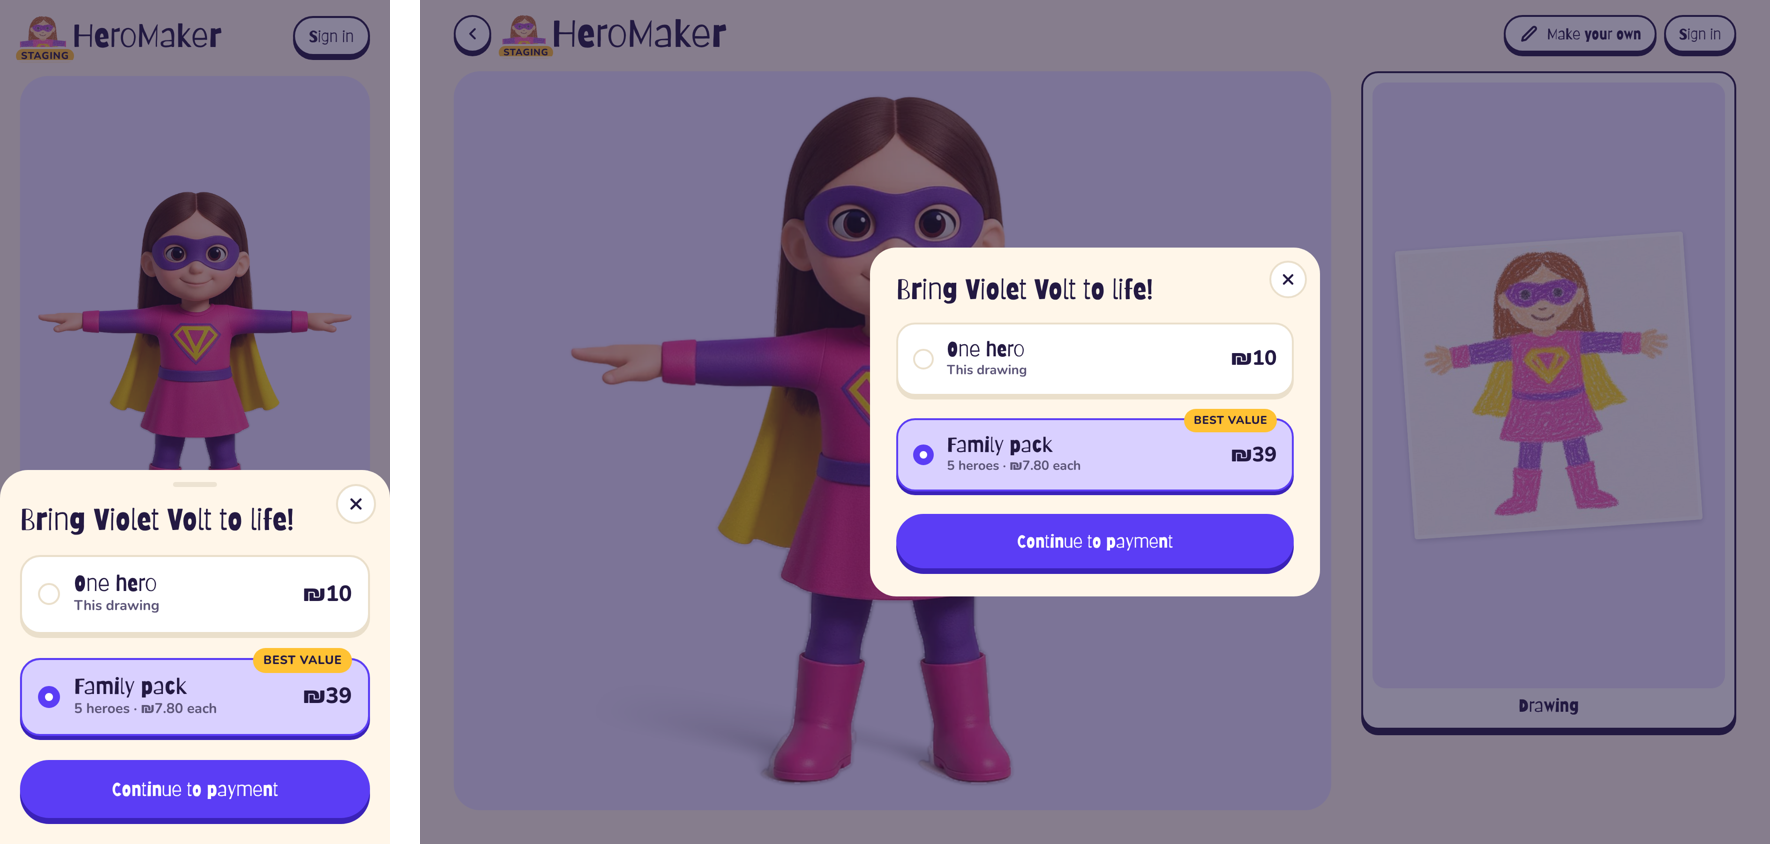 HeroMaker
STAGING
Sign in
Bring Violet Volt to life!
One hero
This drawing
₪10
BEST VALUE
Family pack
5 heroes · ₪7.80 each
₪39
Continue to payment
HeroMaker
STAGING
Make your own
Sign in
Bring Violet Volt to life!
One hero
This drawing
₪10
BEST VALUE
Family pack
5 heroes · ₪7.80 each
₪39
Continue to payment
Drawing